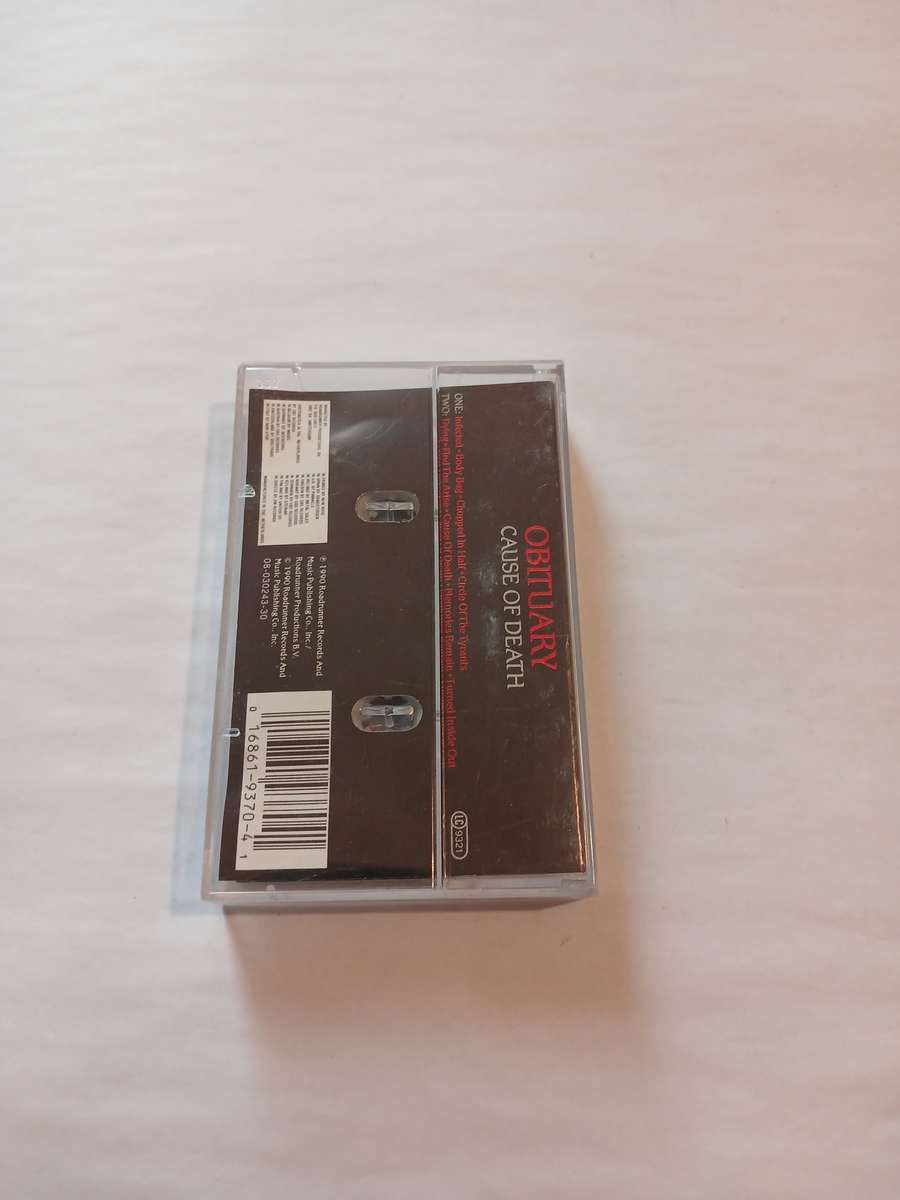 OBITUARY
CAUSE OF DEATH
ONE: Infected • Body Bag • Chopped In Half • Circle Of The Tyrants
TWO: Dying • Find The Arise • Cause Of Death • Memories Remain • Turned Inside Out
LC 9321
℗ 1990 Roadrunner Records And
Music Publishing Co., Inc./
Roadrunner Productions B.V.
© 1990 Roadrunner Records And
Music Publishing Co., Inc.
08-030243-30
0 16861-9370-4 1